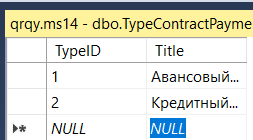 qrqy.ms14 - dbo.TypeContractPayme
TypeID Title
1 Авансовый...
2 Кредитный...
NULL NULL